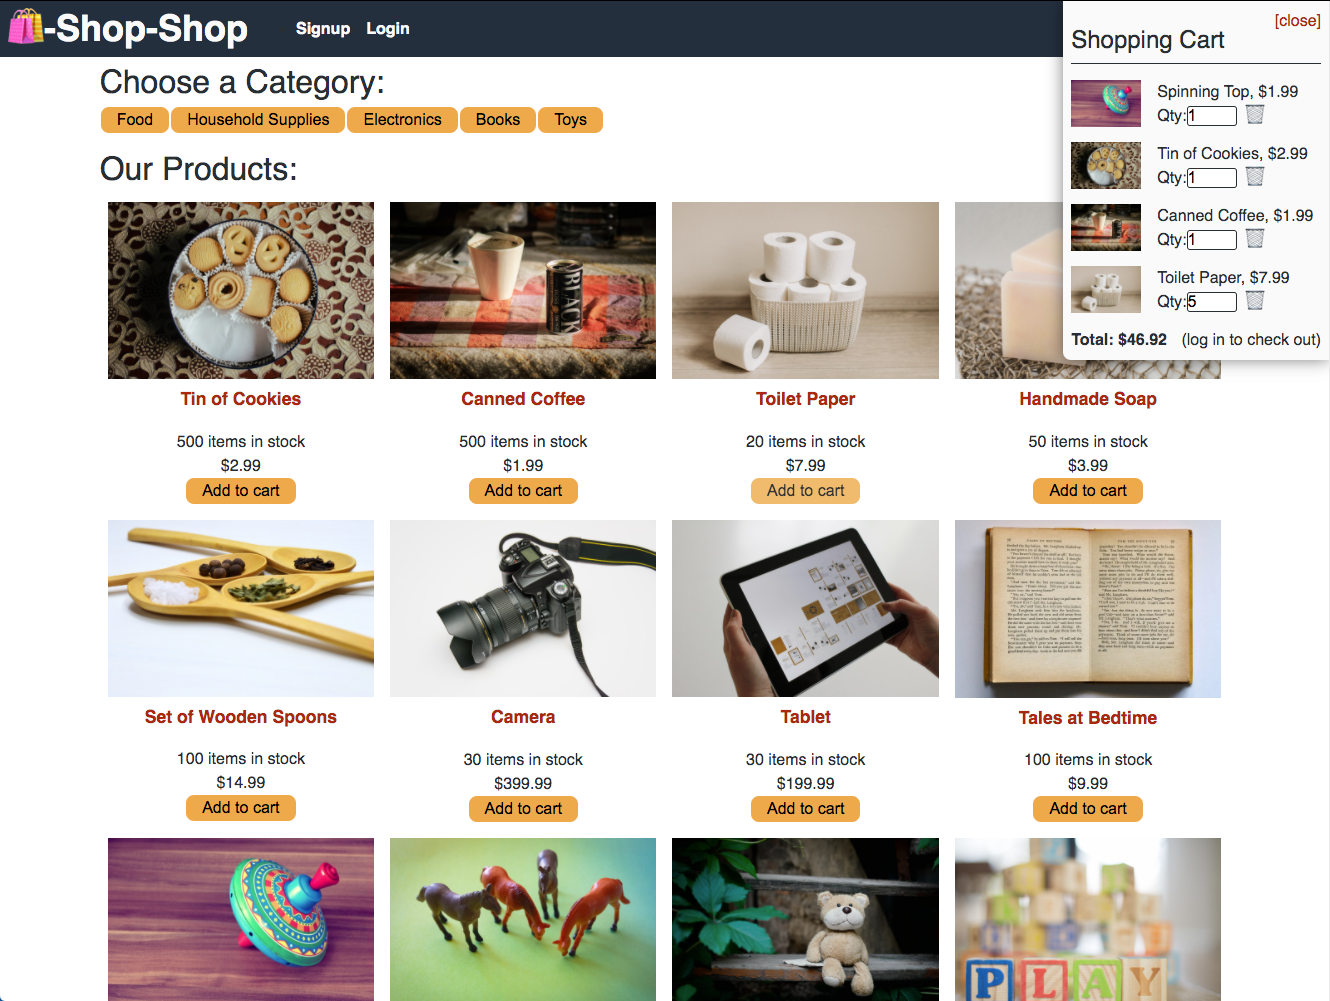 -Shop-Shop
Signup Login
[close]
Shopping Cart
Spinning Top, $1.99
Qty:1
Tin of Cookies, $2.99
Qty:1
Canned Coffee, $1.99
Qty:1
Toilet Paper, $7.99
Qty:5
Total: $46.92 (log in to check out)
Choose a Category:
Food Household Supplies Electronics Books Toys
Our Products:
BLACK
Tin of Cookies Canned Coffee Toilet Paper Handmade Soap
500 items in stock 500 items in stock 20 items in stock 50 items in stock
$2.99 $1.99 $7.99 $3.99
Add to cart Add to cart Add to cart Add to cart
Set of Wooden Spoons Camera Tablet Tales at Bedtime
100 items in stock 30 items in stock 30 items in stock 100 items in stock
$14.99 $399.99 $199.99 $9.99
Add to cart Add to cart Add to cart Add to cart
PLAY